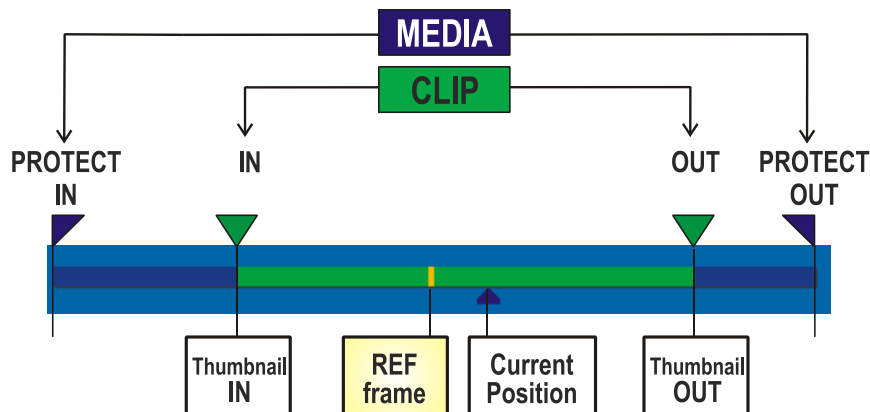 MEDIA
CLIP
PROTECT IN
IN
OUT
PROTECT OUT
Thumbnail IN
REF frame
Current Position
Thumbnail OUT